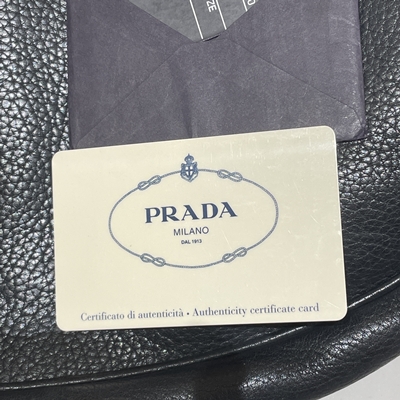 PRADA
MILANO
DAL 1913
Certificato di autenticità • Authenticity certificate card